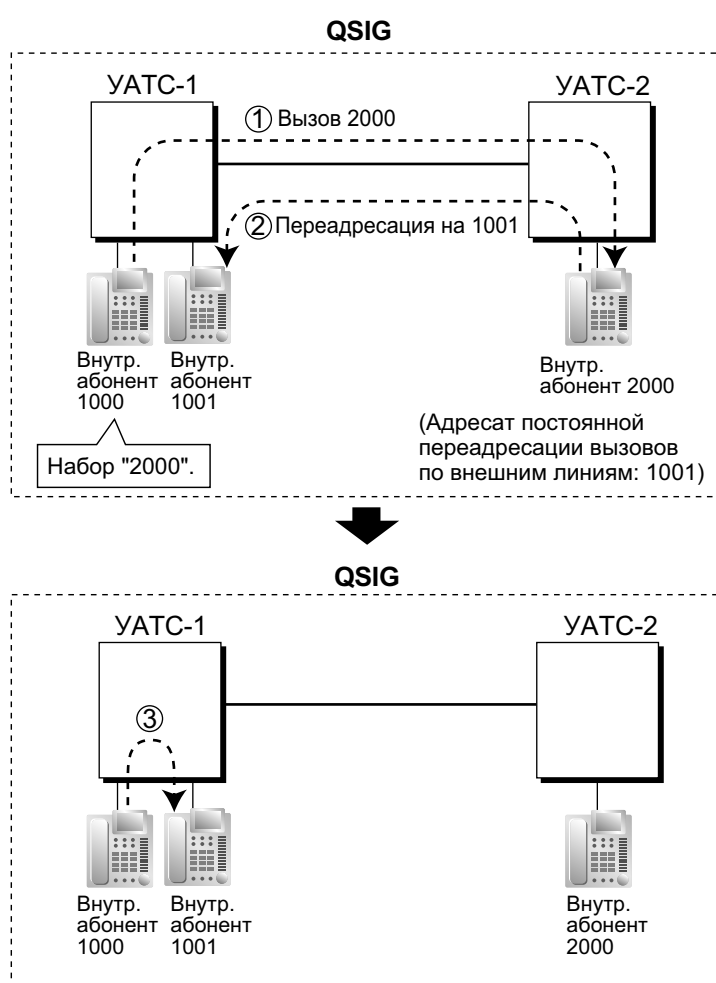 QSIG
УАТС-1
УАТС-2
① Вызов 2000
② Переадресация на 1001
Внутр.
абонент
1000
Внутр.
абонент
1001
Внутр.
абонент 2000
Набор "2000".
(Адресат постоянной
переадресации вызовов
по внешним линиям: 1001)
QSIG
УАТС-1
УАТС-2
③
Внутр.
абонент
1000
Внутр.
абонент
1001
Внутр.
абонент
2000